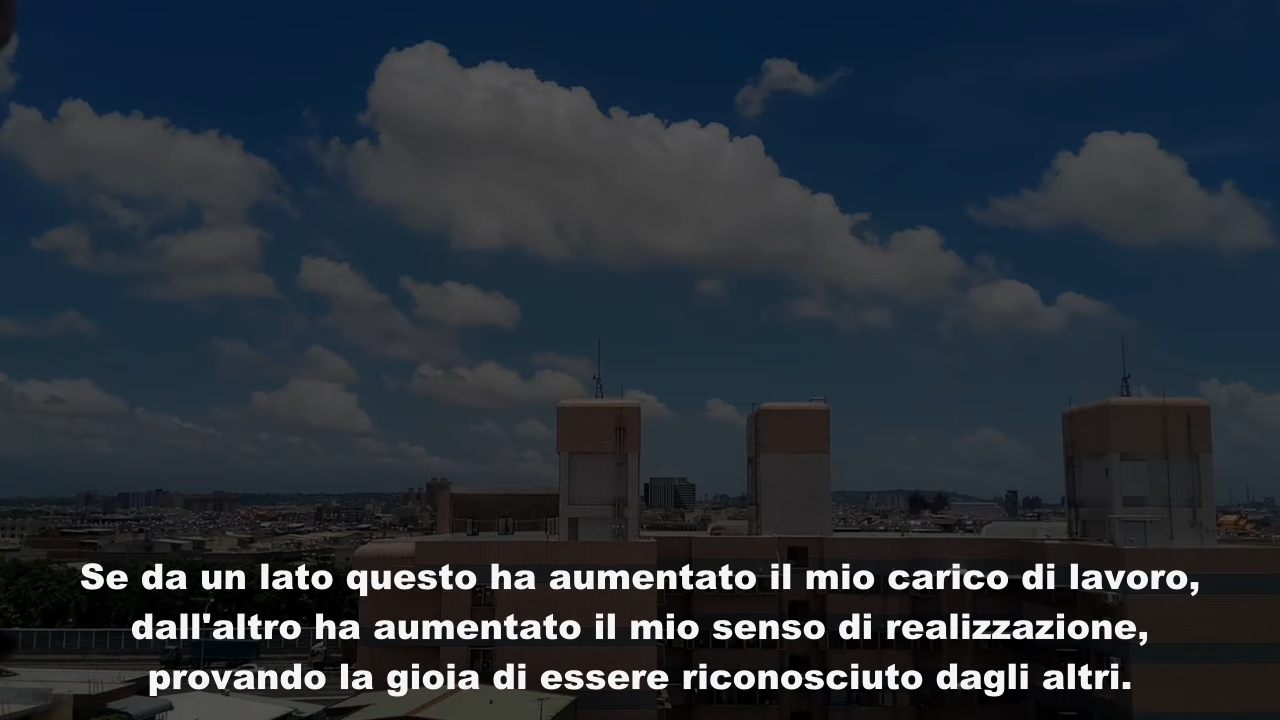 Se da un lato questo ha aumentato il mio carico di lavoro,
dall'altro ha aumentato il mio senso di realizzazione,
provando la gioia di essere riconosciuto dagli altri.